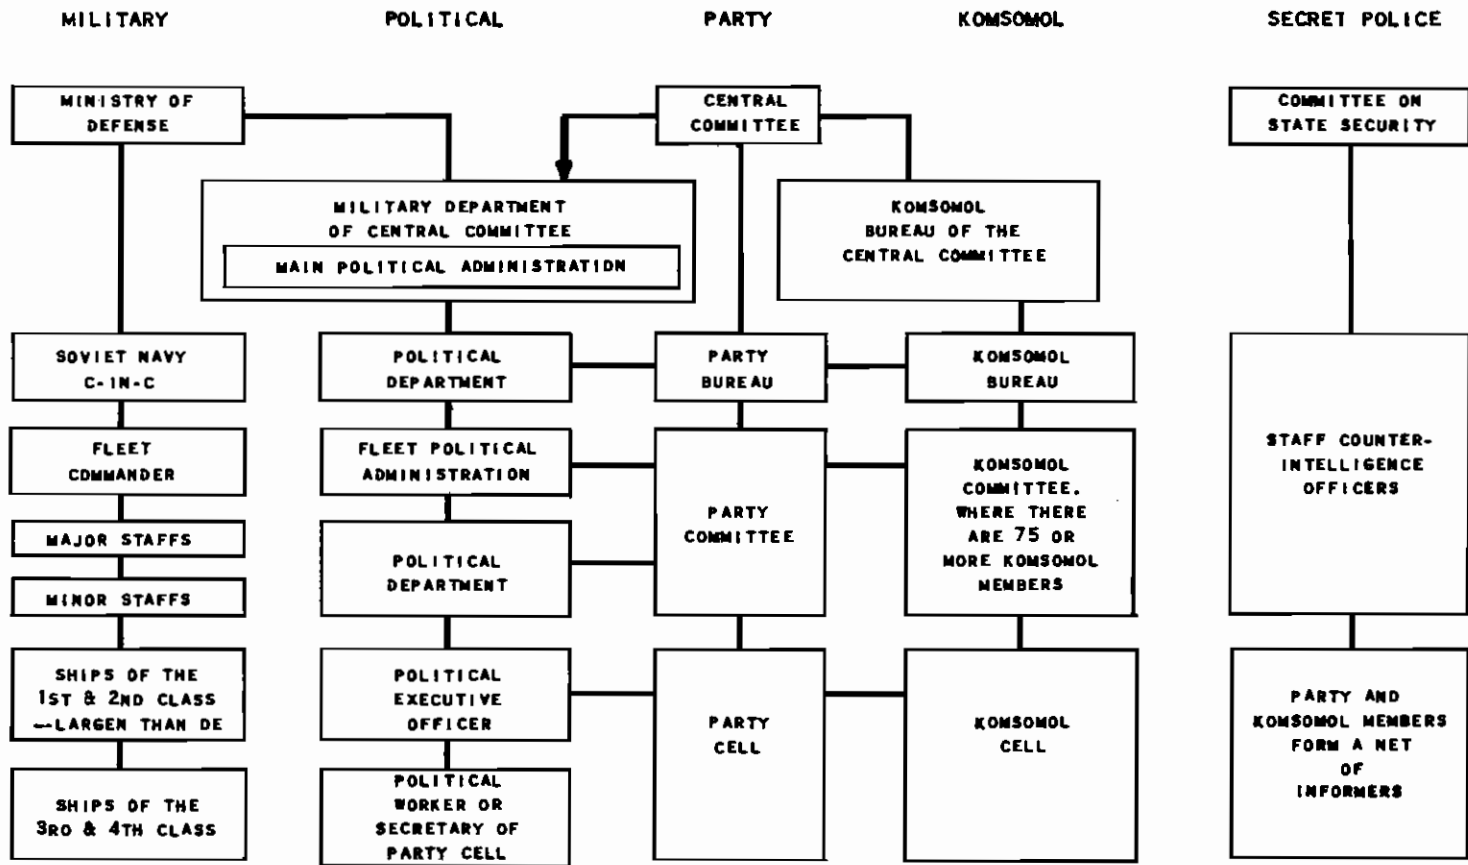 MILITARY
POLITICAL
PARTY
KOMSOMOL
SECRET POLICE
MINISTRY OF
DEFENSE
CENTRAL
COMMITTEE
COMMITTEE ON
STATE SECURITY
MILITARY DEPARTMENT
OF CENTRAL COMMITTEE
MAIN POLITICAL ADMINISTRATION
KOMSOMOL
BUREAU OF THE
CENTRAL COMMITTEE
SOVIET NAVY
C-IN-C
POLITICAL
DEPARTMENT
PARTY
BUREAU
KOMSOMOL
BUREAU
FLEET
COMMANDER
FLEET POLITICAL
ADMINISTRATION
PARTY
COMMITTEE
KOMSOMOL
COMMITTEE,
WHERE THERE
ARE 75 OR
MORE KOMSOMOL
MEMBERS
STAFF COUNTER-
INTELLIGENCE
OFFICERS
MAJOR STAFFS
POLITICAL
DEPARTMENT
MINOR STAFFS
SHIPS OF THE
1ST & 2ND CLASS
—LARGEN THAN DE
POLITICAL
EXECUTIVE
OFFICER
PARTY
CELL
KOMSOMOL
CELL
PARTY AND
KOMSOMOL MEMBERS
FORM A NET
OF
INFORMERS
SHIPS OF THE
3RD & 4TH CLASS
POLITICAL
WORKER OR
SECRETARY OF
PARTY CELL